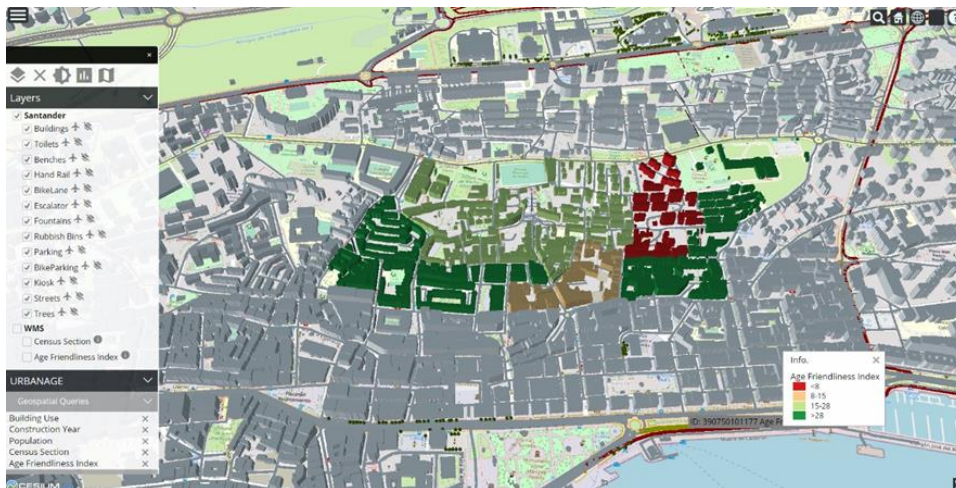 Layers
Santander
Buildings
Toilets
Benches
Hand Rail
BikeLane
Escalator
Fountains
Rubbish Bins
Parking
BikeParking
Kiosk
Streets
Trees
WMS
Census Section
Age Friendliness Index
URBANAGE
Geospatial Queries
Building Use
Construction Year
Population
Census Section
Age Friendliness Index
CESIUM
Info.
Age Friendliness Index
<8
8-15
15-28
>28
ID: 390750101177 Age